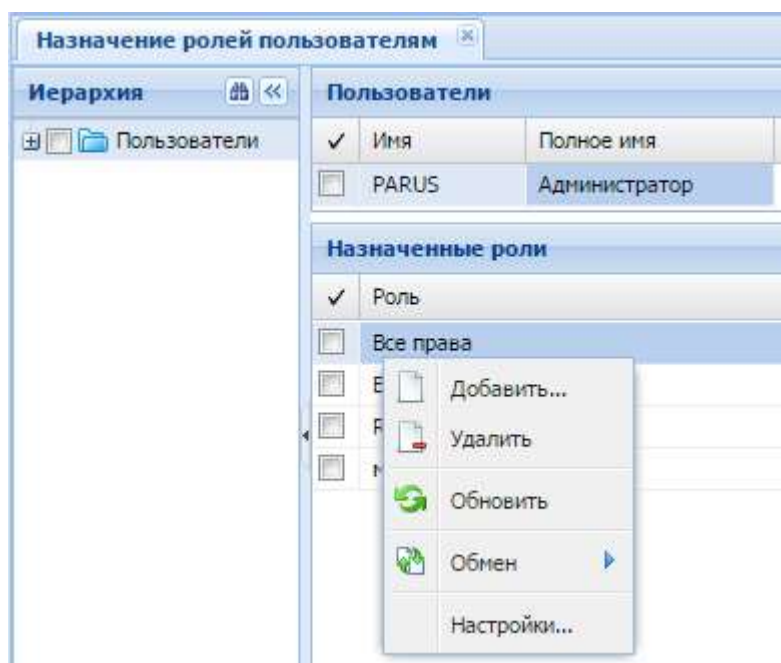 Назначение ролей пользователям
Иерархия
Пользователи
Пользователи
Имя
Полное имя
PARUS
Администратор
Назначенные роли
Роль
Все права
Добавить...
Удалить
Обновить
Обмен
Настройки...